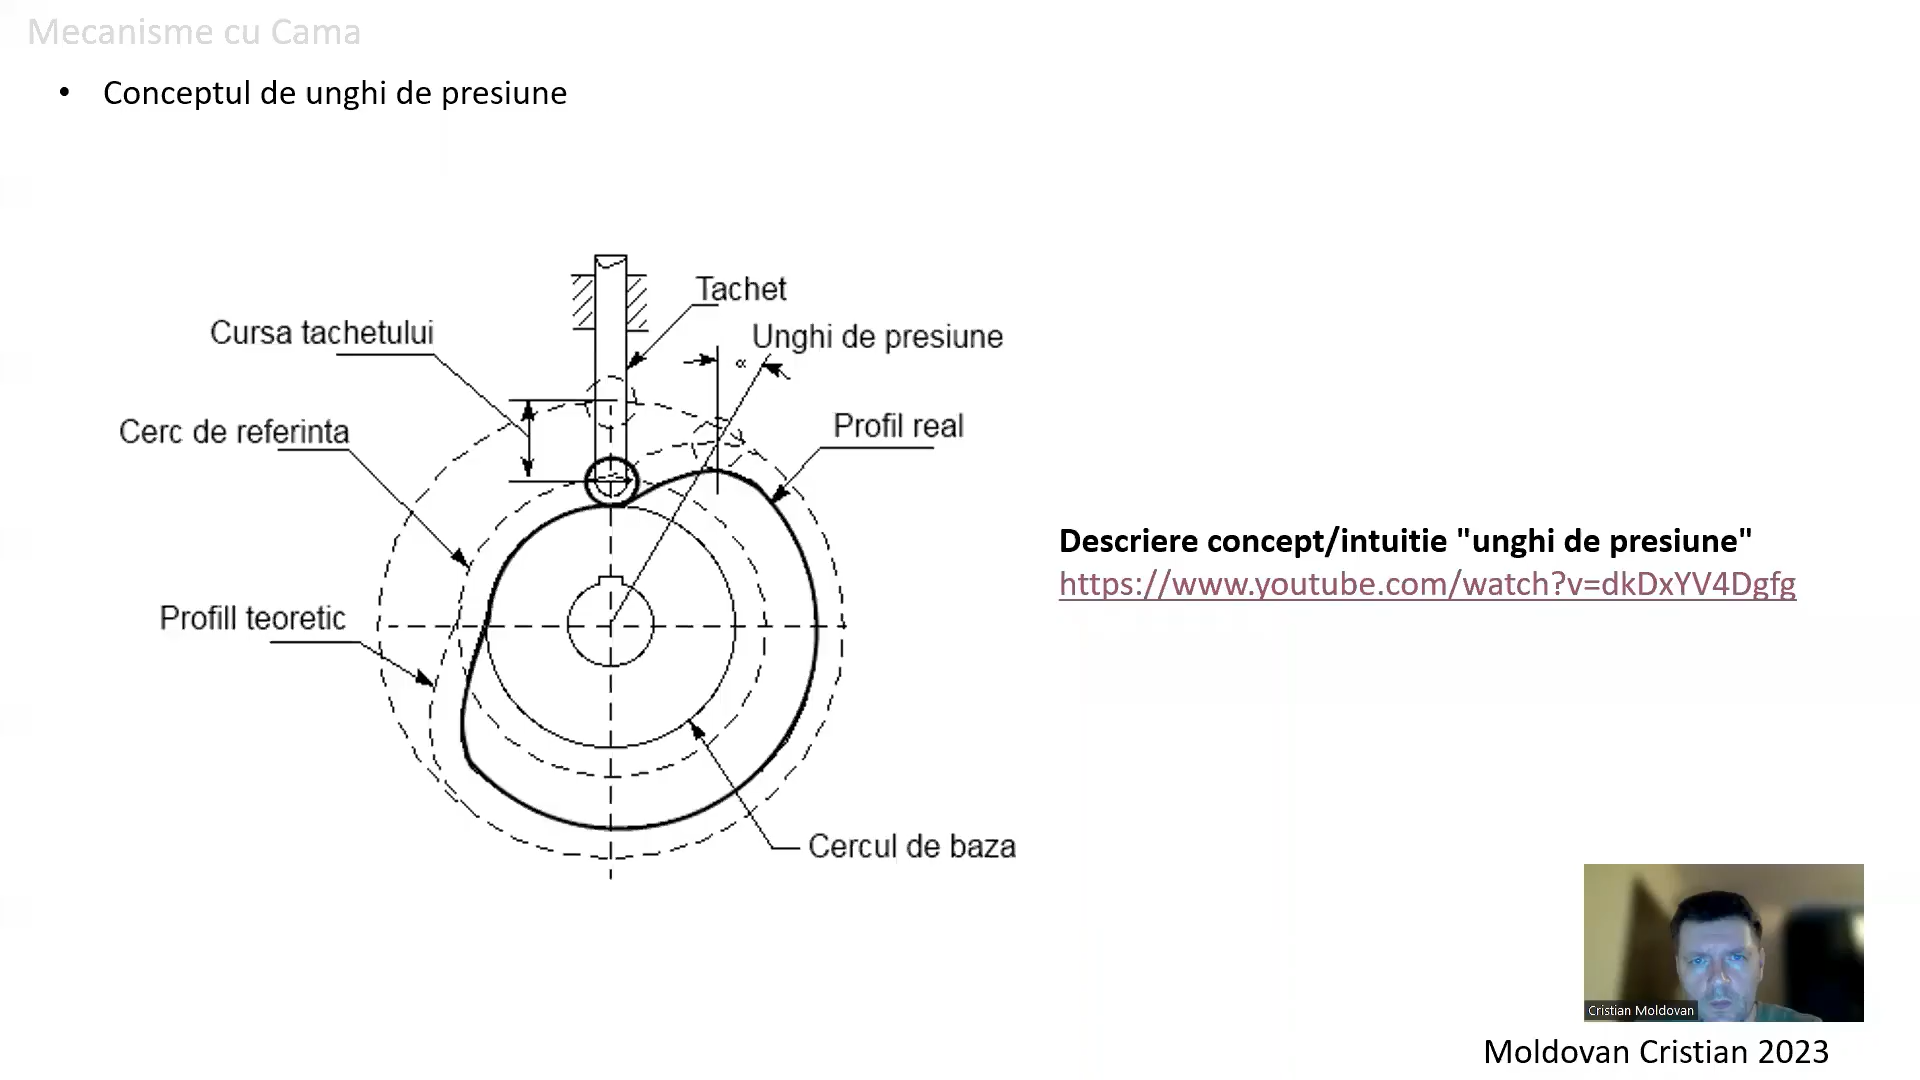 Mecanisme cu Cama
• Conceptul de unghi de presiune
Tachet
Cursa tachetului
Unghi de presiune
α
Cerc de referinta
Profil real
Descriere concept/intuitie "unghi de presiune"
https://www.youtube.com/watch?v=dkDxYV4Dgfg
Profill teoretic
Cercul de baza
Cristian Moldovan
Moldovan Cristian 2023